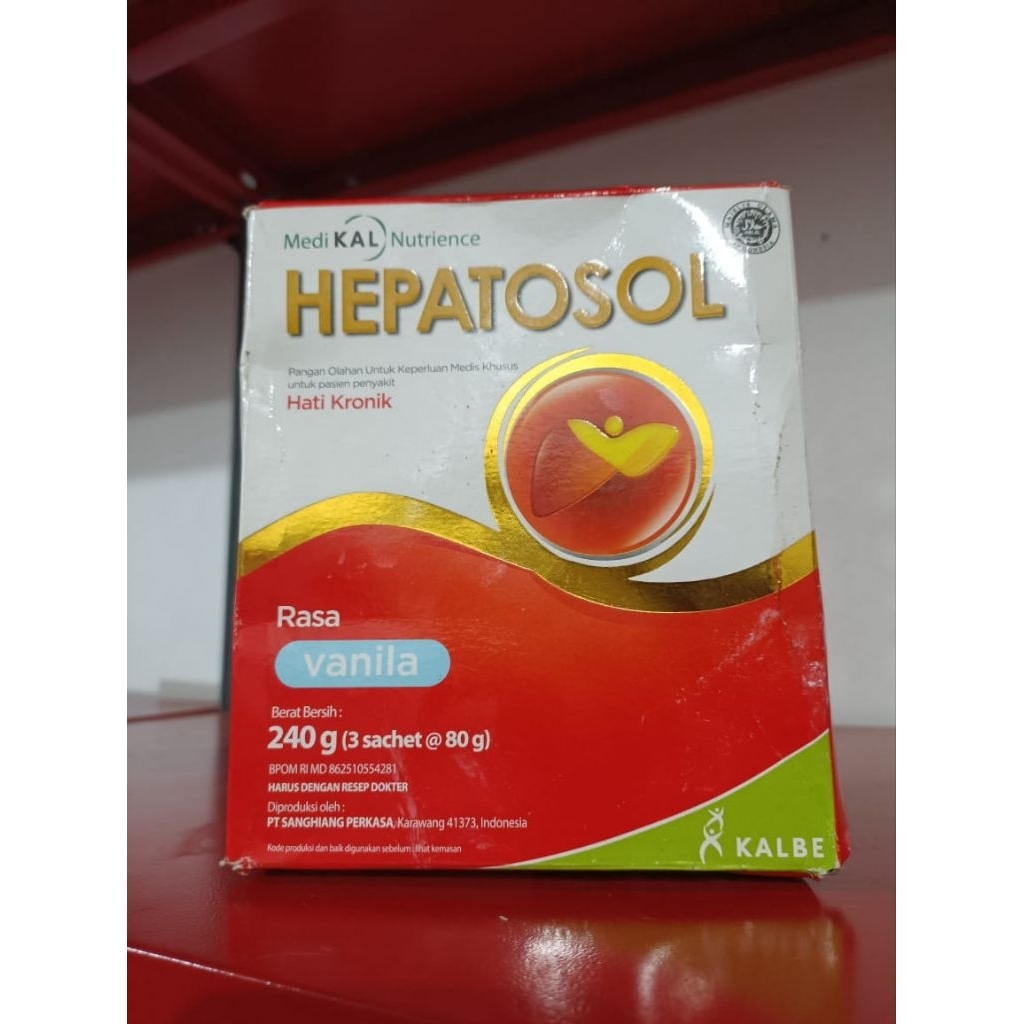 Medi KAL Nutrience
HEPATOSOL
Pangan Olahan Untuk Keperluan Medis Khusus
untuk pasien penyakit
Hati Kronik
Rasa
vanila
Berat Bersih :
240 g (3 sachet @ 80 g)
BPOM RI MD 862510554281
HARUS DENGAN RESEP DOKTER
Diproduksi oleh :
PT SANGHIANG PERKASA, Karawang 41373, Indonesia
Kode produksi dan baik digunakan sebelum : lihat kemasan
KALBE